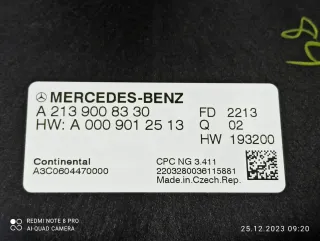 MERCEDES-BENZ
A 213 900 83 30 FD 2213
HW: A 000 901 25 13 Q 02
HW 193200
Continental CPC NG 3.411
A3C0604470000 2203280036115881
Made in Czech.Rep.
REDMI NOTE 8 PRO
AI QUAD CAMERA
25.12.2023 09:20